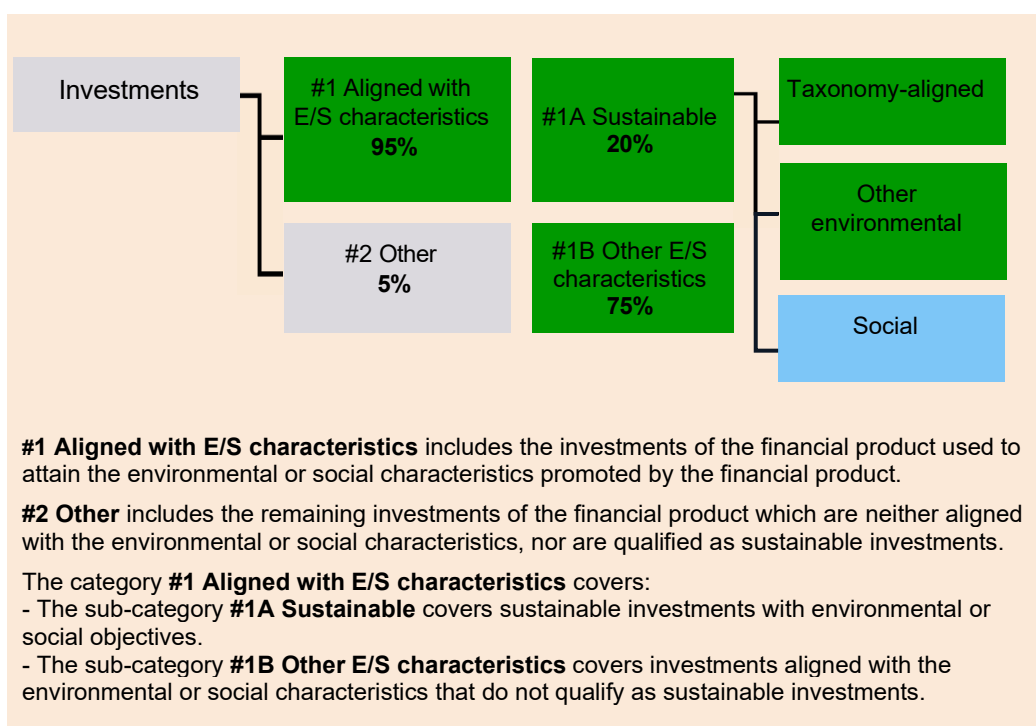 Investments
#1 Aligned with
E/S characteristics
95%
#2 Other
5%
#1A Sustainable
20%
#1B Other E/S
characteristics
75%
Taxonomy-aligned
Other
environmental
Social
#1 Aligned with E/S characteristics includes the investments of the financial product used to
attain the environmental or social characteristics promoted by the financial product.
#2 Other includes the remaining investments of the financial product which are neither aligned
with the environmental or social characteristics, nor are qualified as sustainable investments.
The category #1 Aligned with E/S characteristics covers:
- The sub-category #1A Sustainable covers sustainable investments with environmental or
social objectives.
- The sub-category #1B Other E/S characteristics covers investments aligned with the
environmental or social characteristics that do not qualify as sustainable investments.